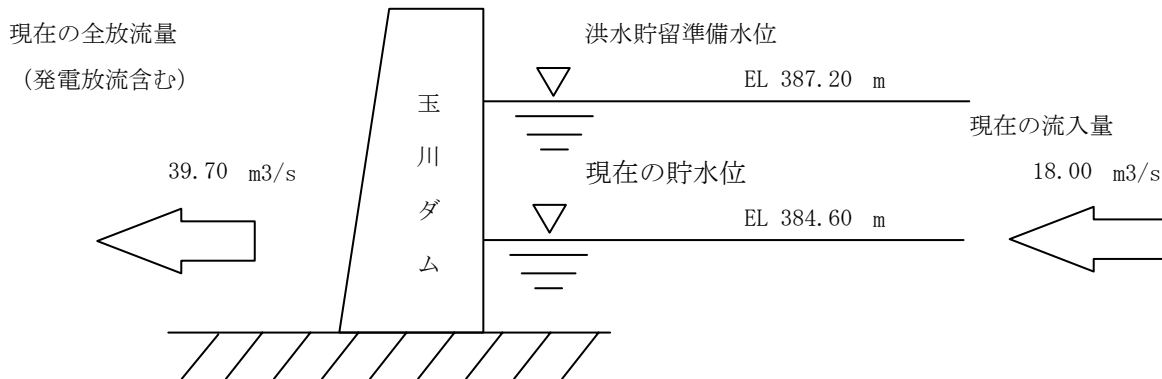 現在の全放流量
（発電放流含む）
39.70 m3/s
玉川ダム
洪水貯留準備水位
EL 387.20 m
現在の貯水位
EL 384.60 m
現在の流入量
18.00 m3/s